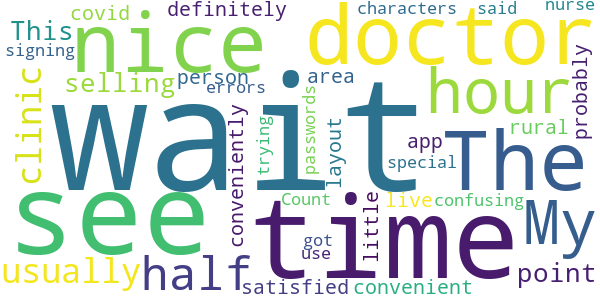 covid
definitely
characters
said
nurse
This
nice
doctor
signing
selling
person
errors
area
hour
probably
clinic
wait
conveniently
trying
passwords
layout
app
The
rural
special
see
time
Count
little
live
confusing
My
got
use
usually
half
satisfied
convenient
point